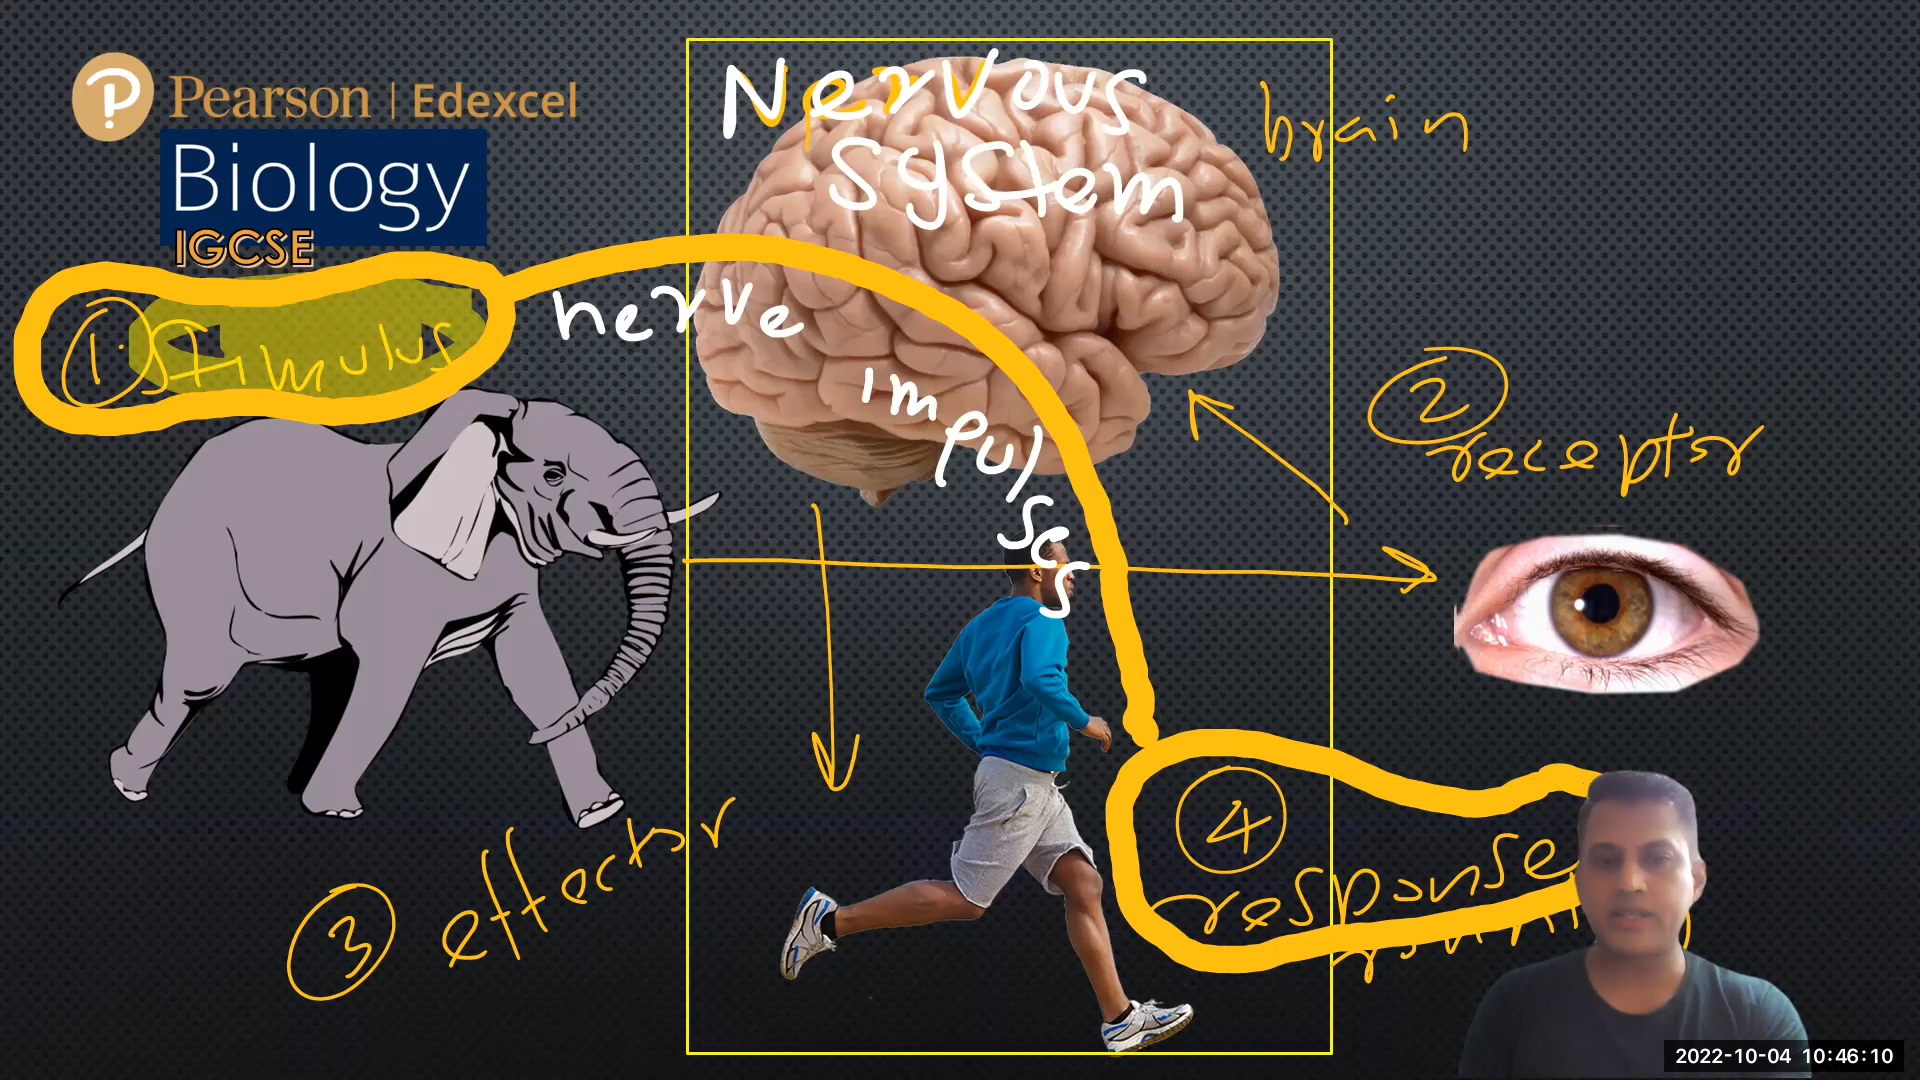 Pearson | Edexcel
Biology
IGCSE
Nervous
system
brain
1. Stimulus
nerve
impulses
2
receptor
3 effector
4
response
2022-10-04 10:46:10